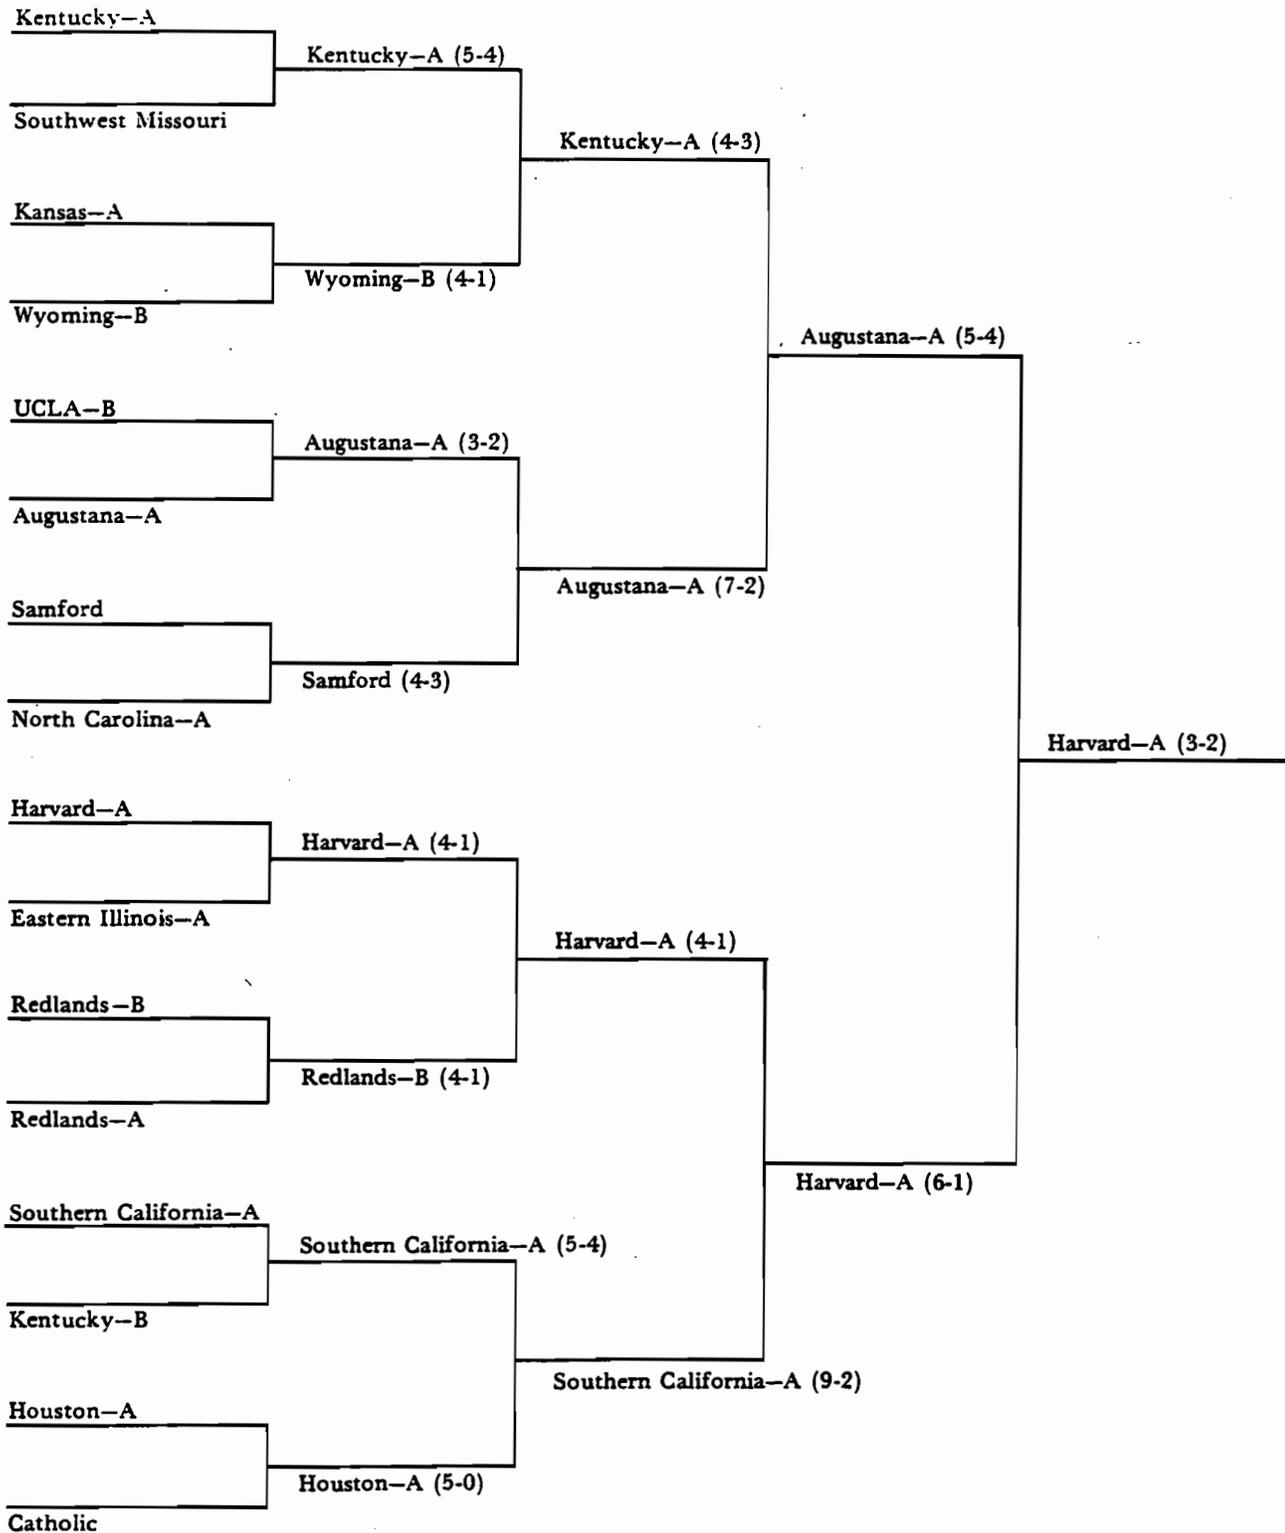 Kentucky—A
Kentucky—A (5-4)
Southwest Missouri
Kentucky—A (4-3)
Kansas—A
Wyoming—B (4-1)
Wyoming—B
Augustana—A (5-4)
UCLA—B
Augustana—A (3-2)
Augustana—A
Augustana—A (7-2)
Samford
Samford (4-3)
North Carolina—A
Harvard—A (3-2)
Harvard—A
Harvard—A (4-1)
Eastern Illinois—A
Harvard—A (4-1)
Redlands—B
Redlands—B (4-1)
Redlands—A
Harvard—A (6-1)
Southern California—A
Southern California—A (5-4)
Kentucky—B
Southern California—A (9-2)
Houston—A
Houston—A (5-0)
Catholic